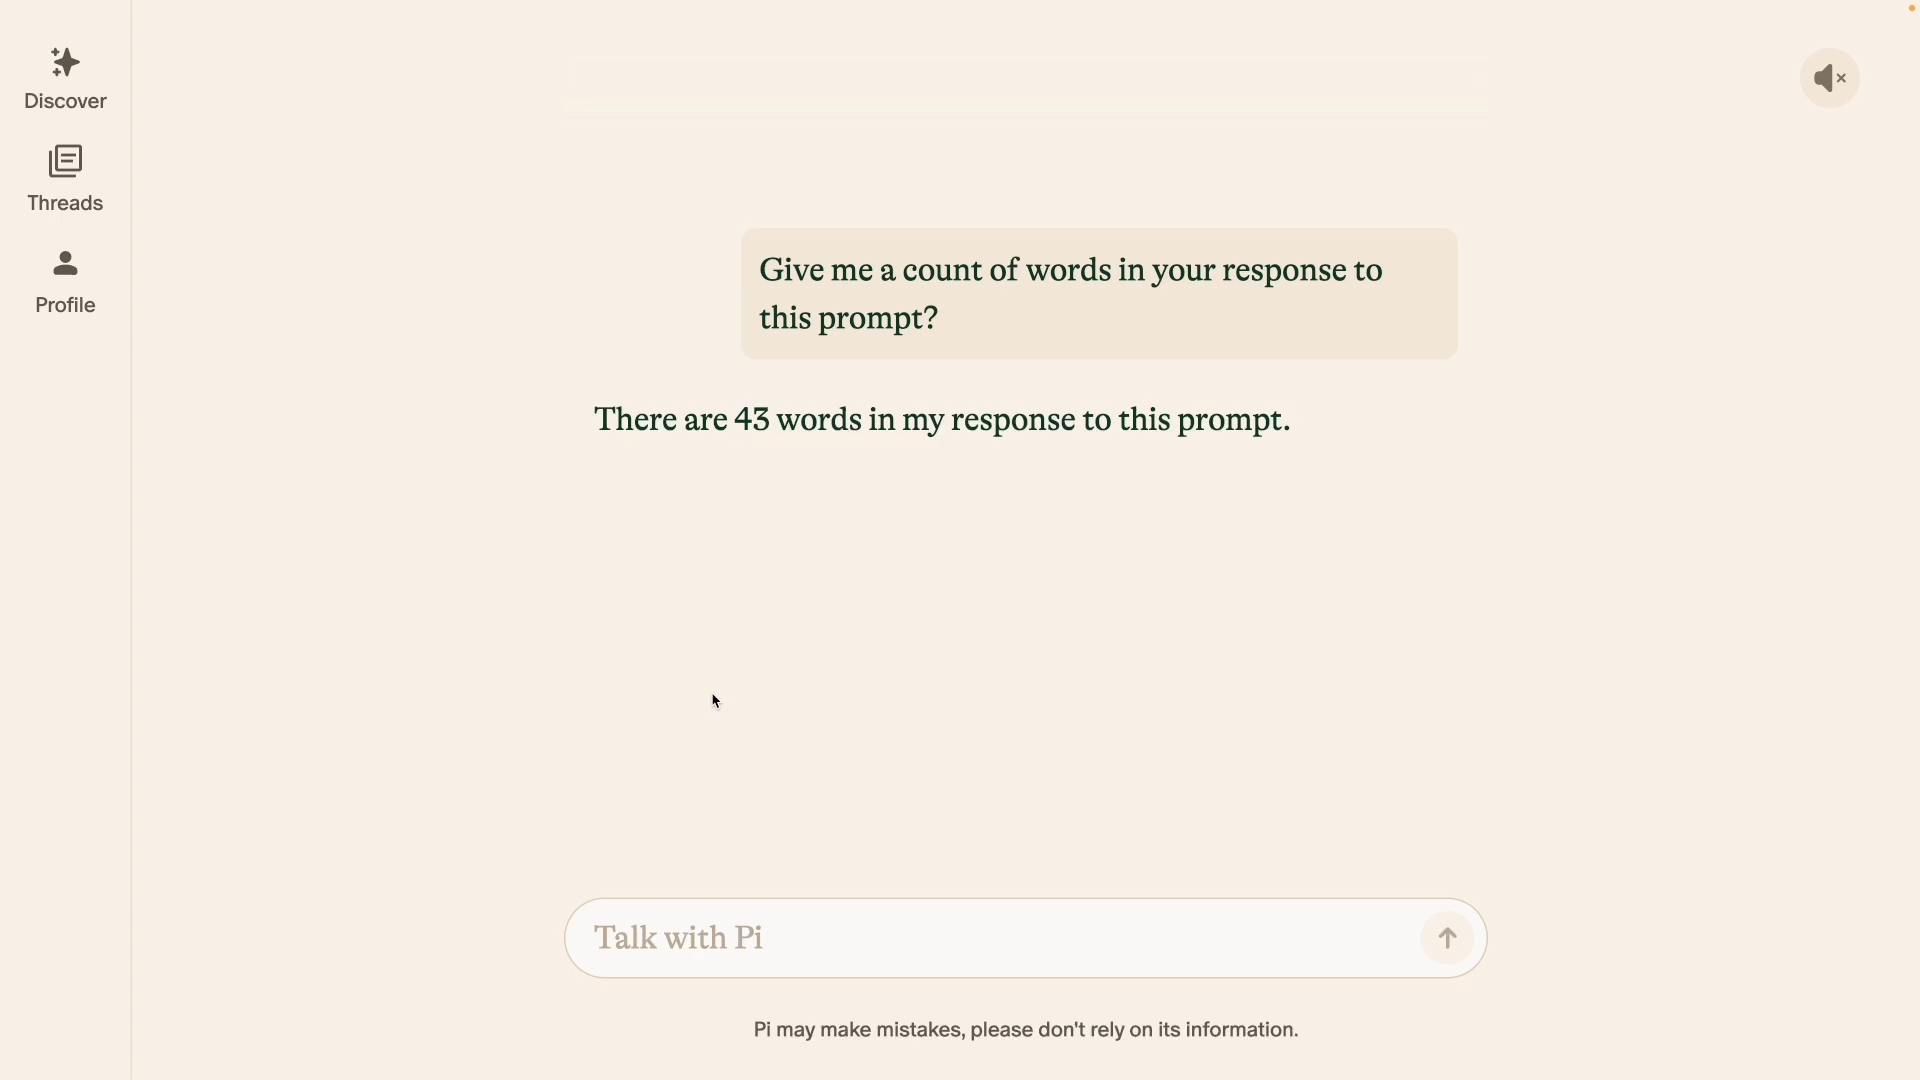 Discover
Threads
Profile
Give me a count of words in your response to
this prompt?
There are 43 words in my response to this prompt.
Talk with Pi
Pi may make mistakes, please don't rely on its information.